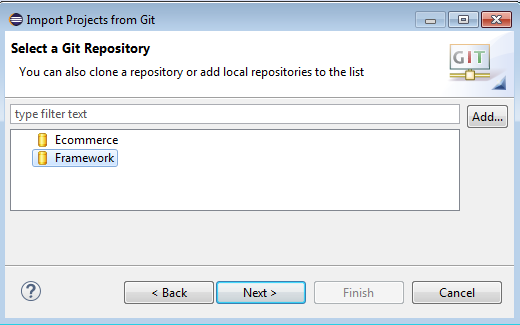 Import Projects from Git
Select a Git Repository
You can also clone a repository or add local repositories to the list
GIT
type filter text
Add...
Ecommerce
Framework
?
< Back
Next >
Finish
Cancel